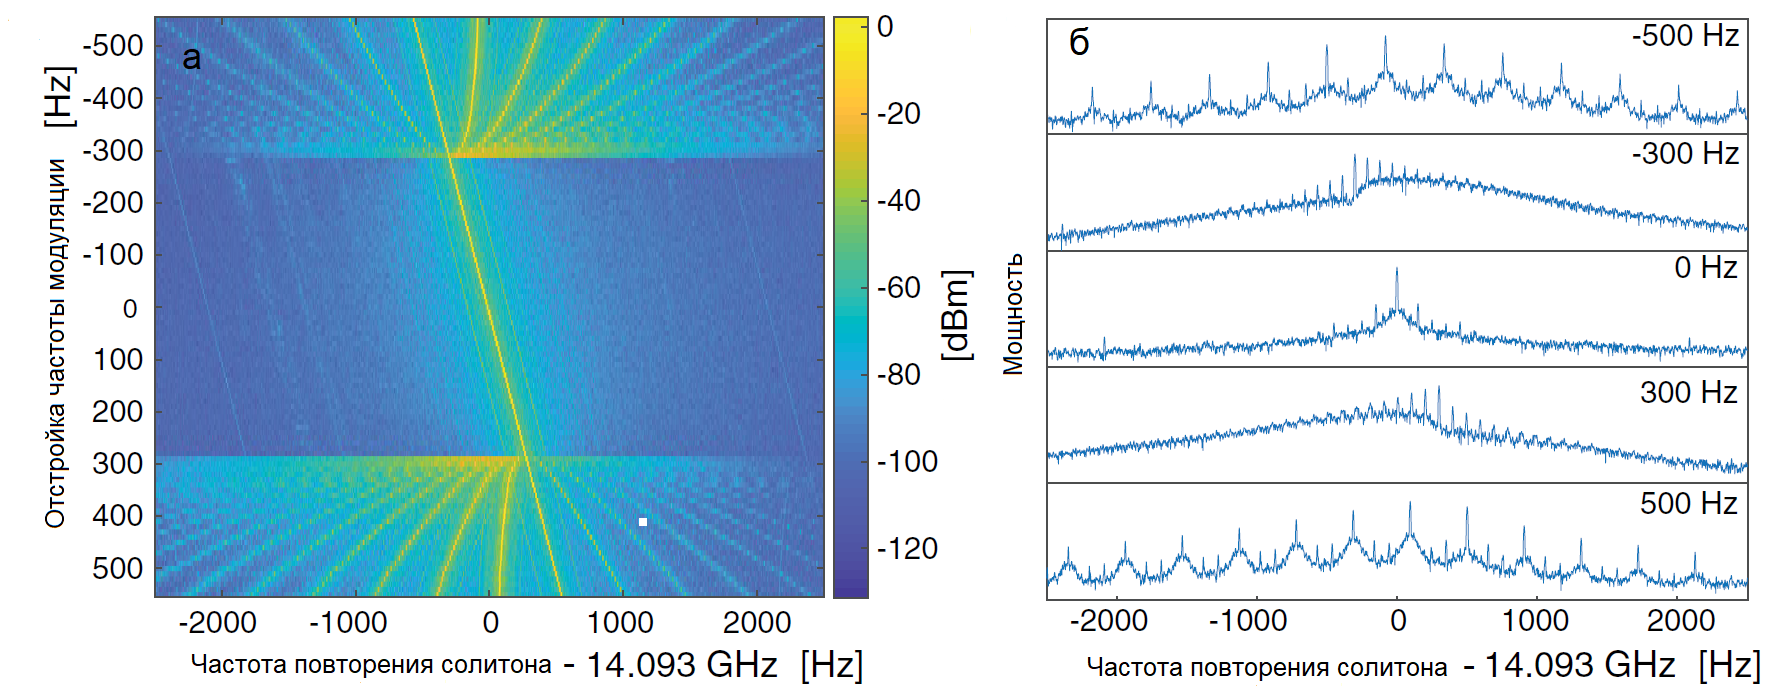 а
-500
-400
-300
-200
-100
0
100
200
300
400
500
Отстройка частоты модуляции [Hz]
-2000 -1000 0 1000 2000
Частота повторения солитона - 14.093 GHz [Hz]
0
-20
-40
-60
-80
-100
-120
[dBm]
б
-500 Hz
-300 Hz
0 Hz
300 Hz
500 Hz
Мощность
-2000 -1000 0 1000 2000
Частота повторения солитона - 14.093 GHz [Hz]